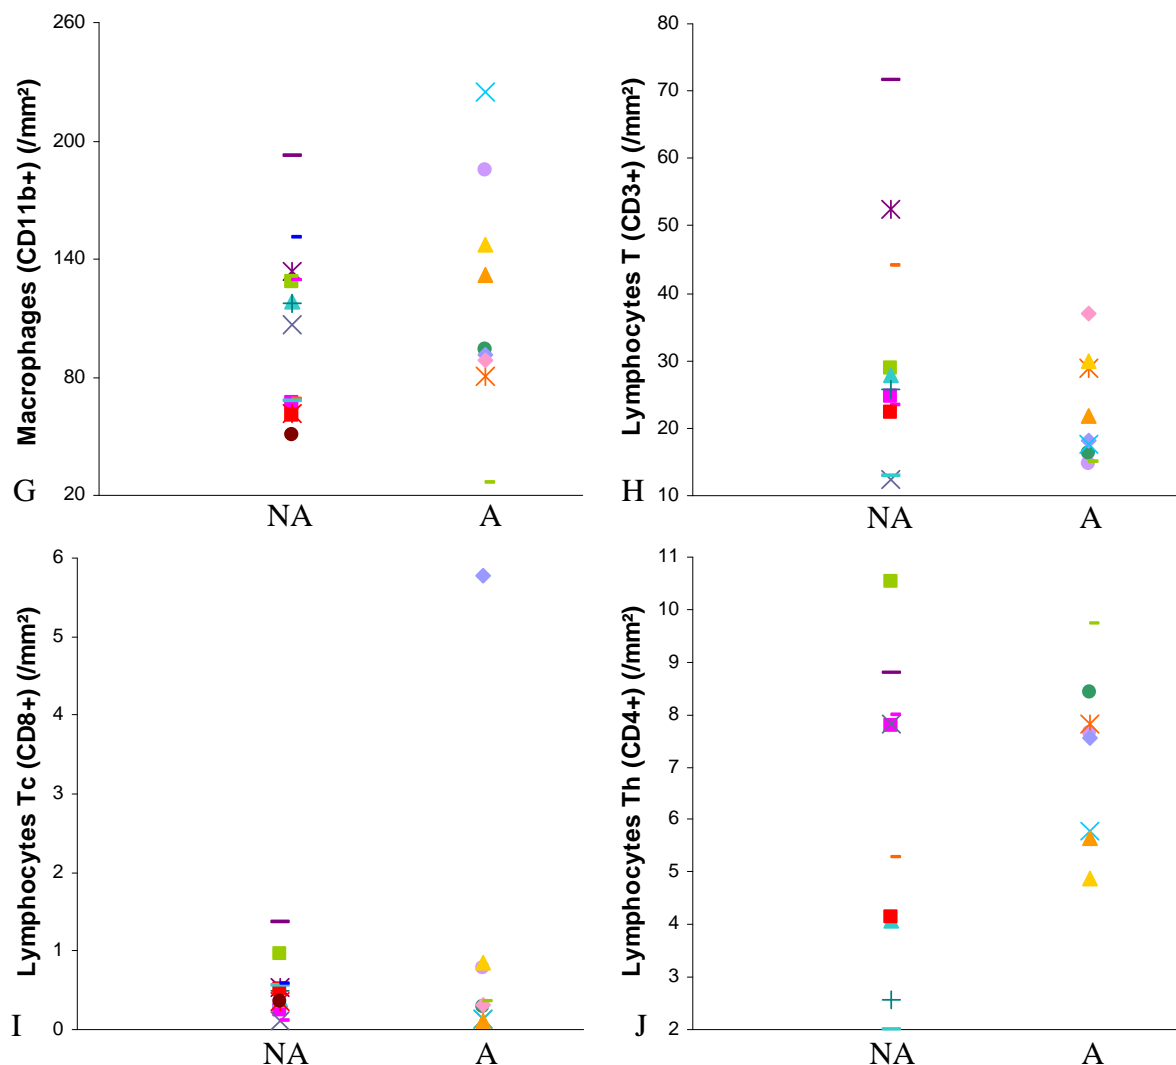 Macrophages (CD11b+) (/mm²)
260
200
140
80
20
G
NA
A
Lymphocytes T (CD3+) (/mm²)
80
70
60
50
40
30
20
10
H
NA
A
Lymphocytes Tc (CD8+) (/mm²)
6
5
4
3
2
1
0
I
NA
A
Lymphocytes Th (CD4+) (/mm²)
11
10
9
8
7
6
5
4
3
2
J
NA
A